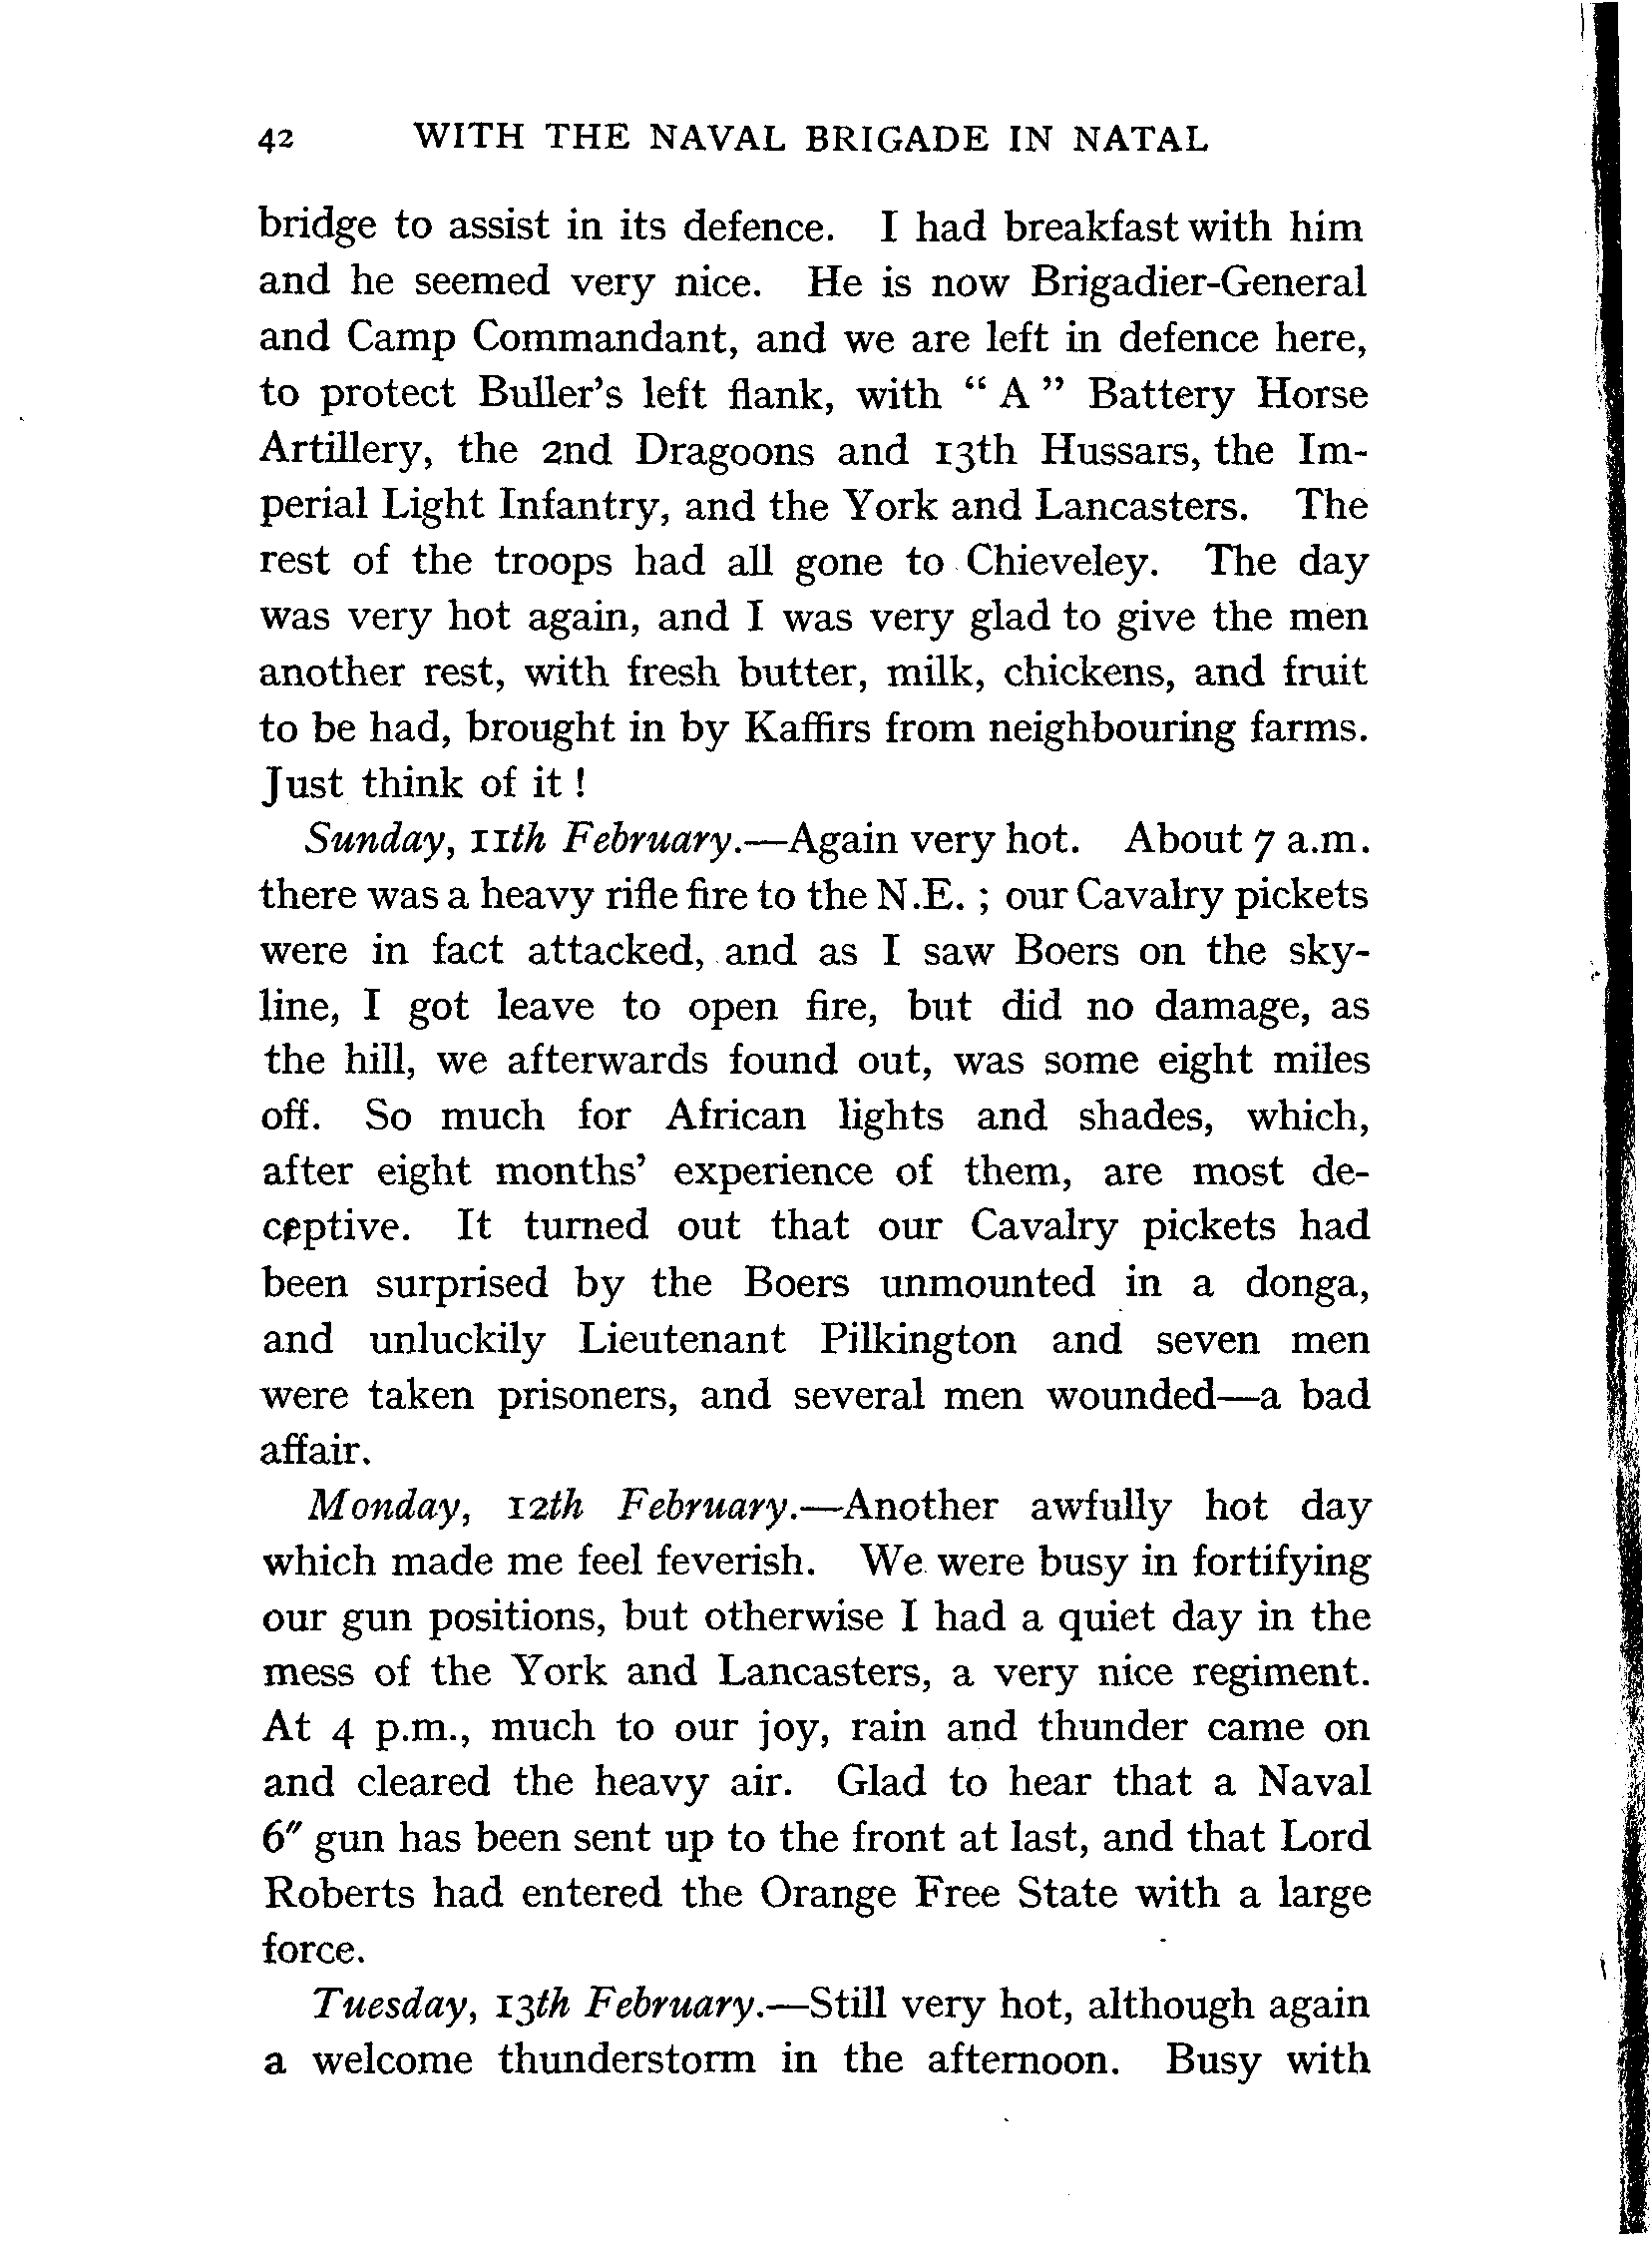 42 WITH THE NAVAL BRIGADE IN NATAL
bridge to assist in its defence. I had breakfast with him
and he seemed very nice. He is now Brigadier-General
and Camp Commandant, and we are left in defence here,
to protect Buller's left flank, with “ A ” Battery Horse
Artillery, the 2nd Dragoons and 13th Hussars, the Im-
perial Light Infantry, and the York and Lancasters. The
rest of the troops had all gone to Chieveley. The day
was very hot again, and I was very glad to give the men
another rest, with fresh butter, milk, chickens, and fruit
to be had, brought in by Kaffirs from neighbouring farms.
Just think of it !
Sunday, 11th February.—Again very hot. About 7 a.m.
there was a heavy rifle fire to the N.E. ; our Cavalry pickets
were in fact attacked, and as I saw Boers on the sky-
line, I got leave to open fire, but did no damage, as
the hill, we afterwards found out, was some eight miles
off. So much for African lights and shades, which,
after eight months' experience of them, are most de-
ceptive. It turned out that our Cavalry pickets had
been surprised by the Boers unmounted in a donga,
and unluckily Lieutenant Pilkington and seven men
were taken prisoners, and several men wounded—a bad
affair.
Monday, 12th February.—Another awfully hot day
which made me feel feverish. We were busy in fortifying
our gun positions, but otherwise I had a quiet day in the
mess of the York and Lancasters, a very nice regiment.
At 4 p.m., much to our joy, rain and thunder came on
and cleared the heavy air. Glad to hear that a Naval
6″ gun has been sent up to the front at last, and that Lord
Roberts had entered the Orange Free State with a large
force.
Tuesday, 13th February.—Still very hot, although again
a welcome thunderstorm in the afternoon. Busy with